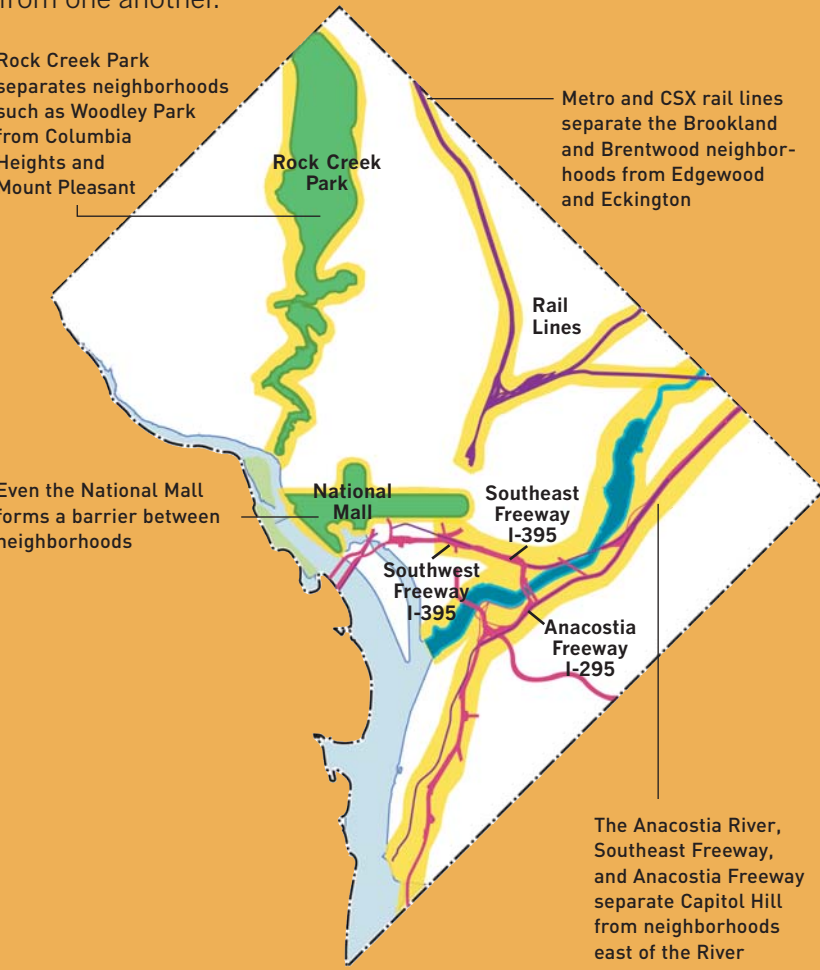 from one another.
Rock Creek Park
separates neighborhoods
such as Woodley Park
from Columbia
Heights and
Mount Pleasant
Metro and CSX rail lines
separate the Brookland
and Brentwood neighbor-
hoods from Edgewood
and Eckington
Rock Creek
Park
Rail
Lines
Even the National Mall
forms a barrier between
neighborhoods
National
Mall
Southeast
Freeway
I-395
Southwest
Freeway
I-395
Anacostia
Freeway
I-295
The Anacostia River,
Southeast Freeway,
and Anacostia Freeway
separate Capitol Hill
from neighborhoods
east of the River